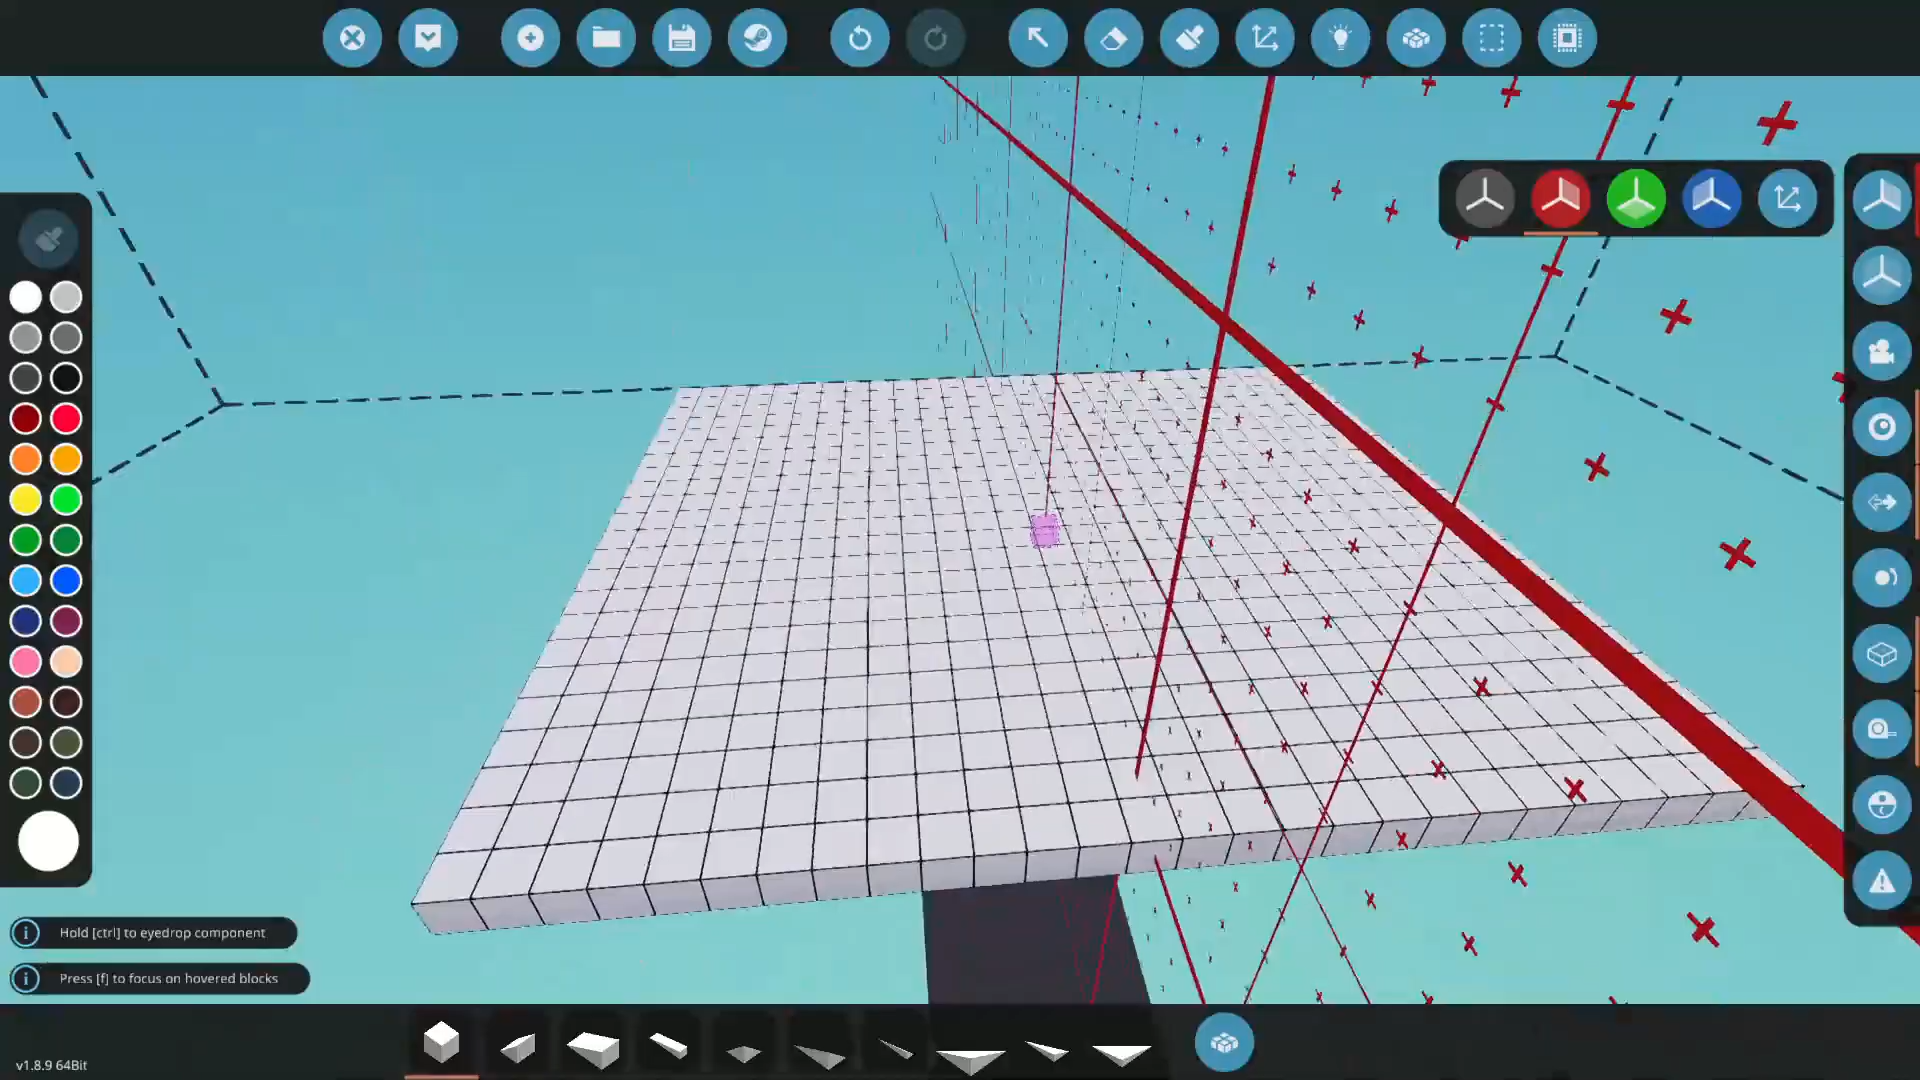 Hold [ctrl] to eyedrop component
Press [f] to focus on hovered blocks
v1.8.9 64Bit